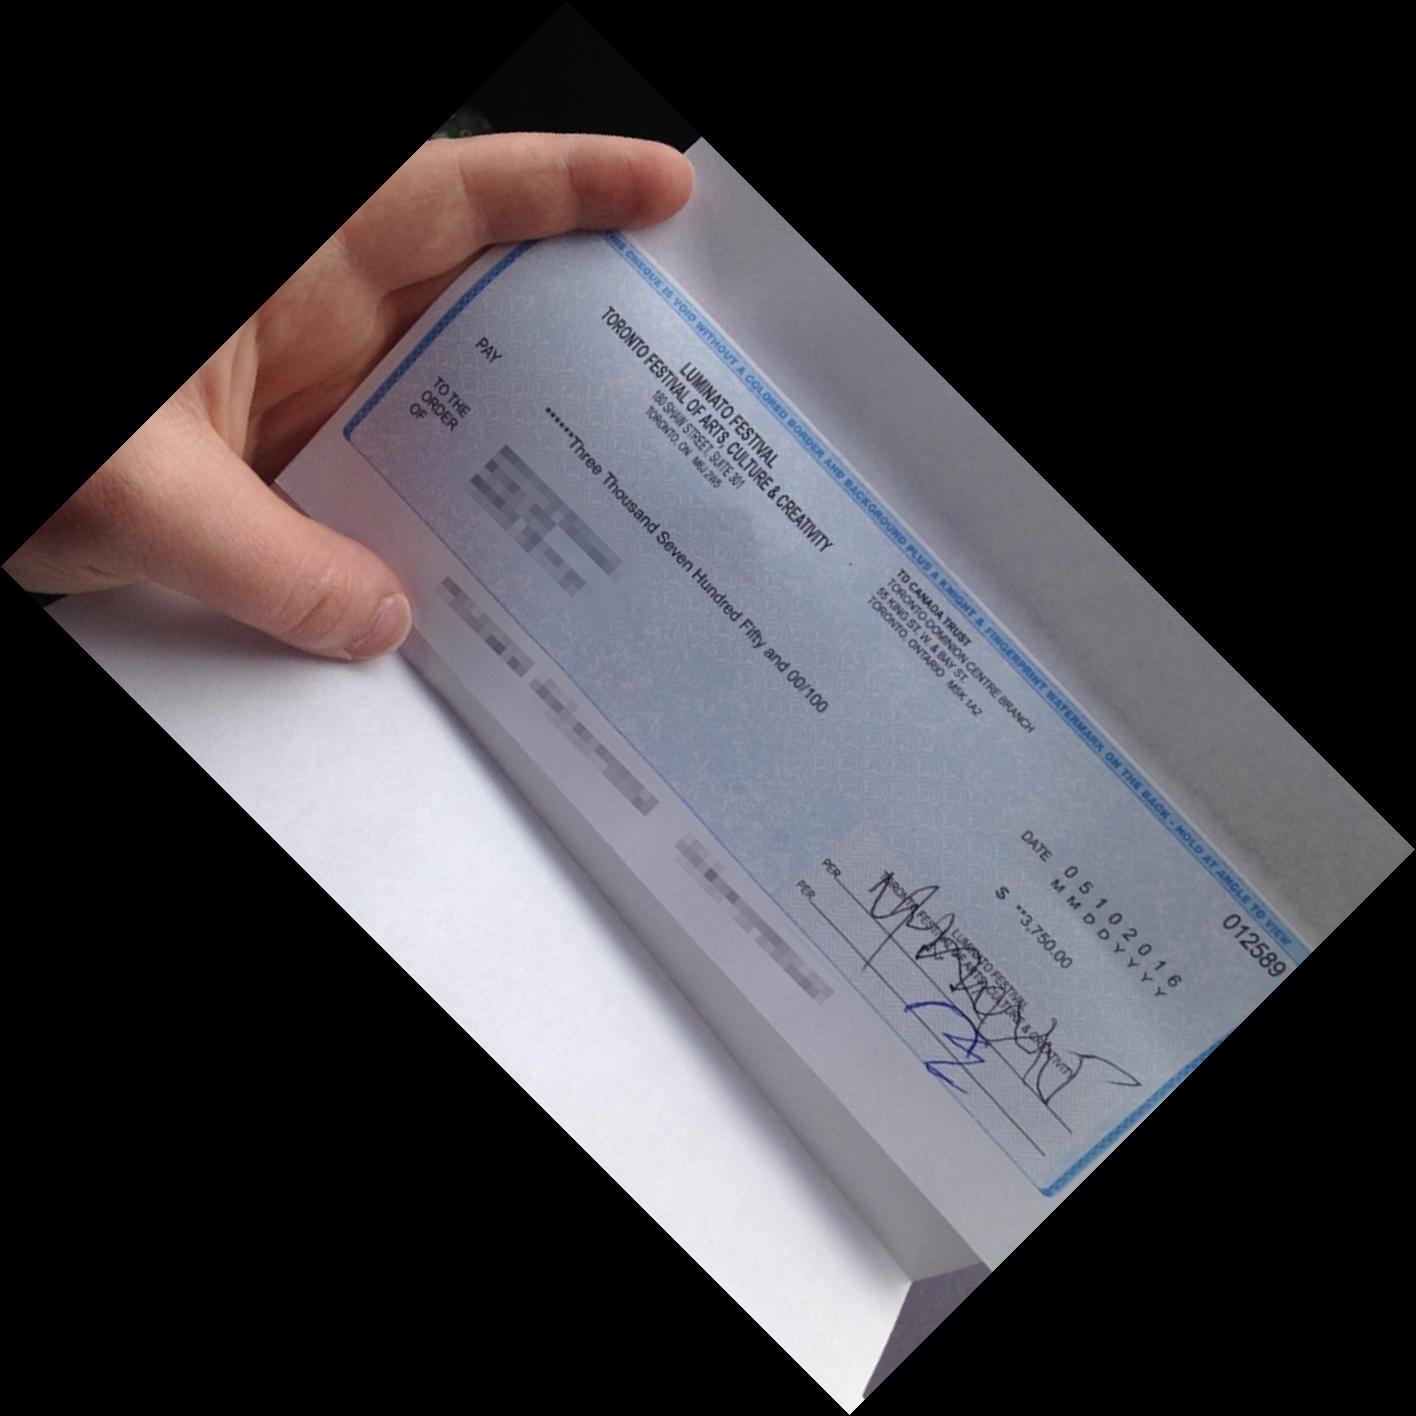 THIS CHEQUE IS VOID WITHOUT A COLORED BORDER AND BACKGROUND PLUS A KNIGHT & FINGERPRINT WATERMARK ON THE BACK - HOLD AT ANGLE TO VIEW
012589
LUMINATO FESTIVAL
TORONTO FESTIVAL OF ARTS, CULTURE & CREATIVITY
180 SHAW STREET, SUITE 301
TORONTO, ON M6J 2W5
TD CANADA TRUST
TORONTO-DOMINION CENTRE BRANCH
55 KING ST. W. & BAY ST.
TORONTO, ONTARIO M5K 1A2
DATE 0 5 1 0 2 0 1 6
M M D D Y Y Y Y
PAY
******Three Thousand Seven Hundred Fifty and 00/100
$ **3,750.00
TO THE
ORDER
OF
LUMINATO FESTIVAL
TORONTO FESTIVAL OF ARTS, CULTURE & CREATIVITY
PER
PER